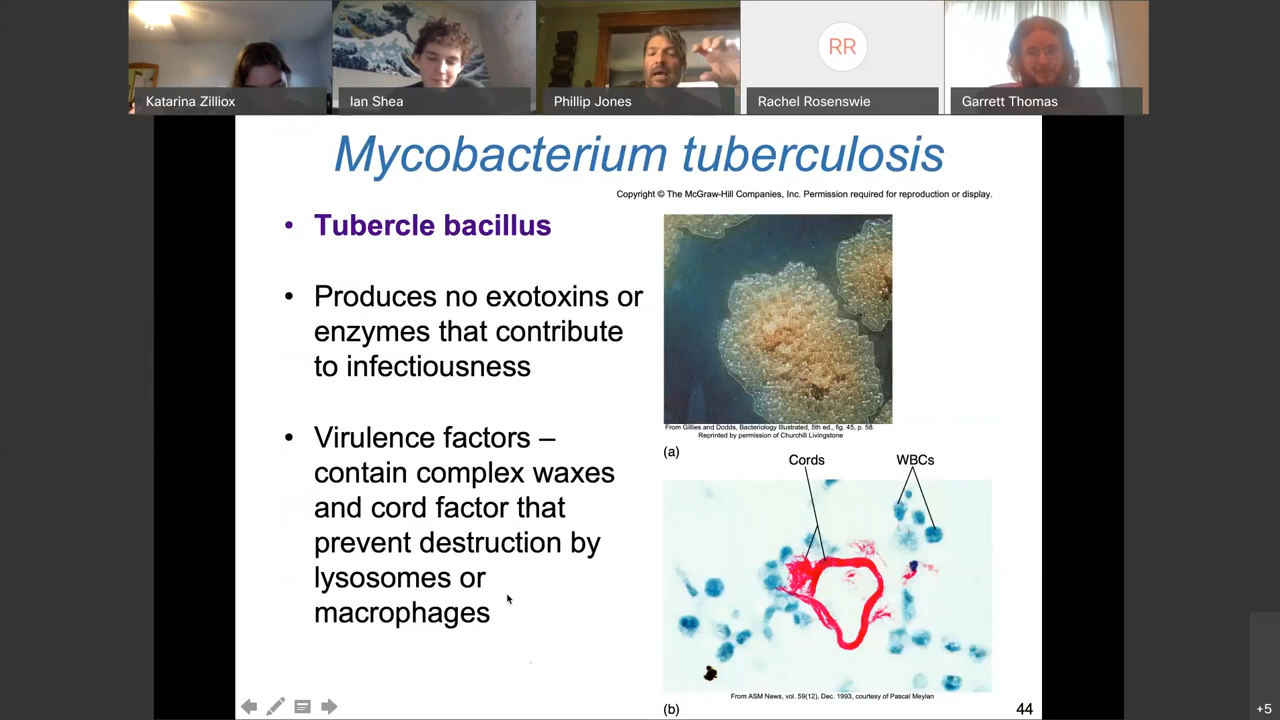 Katarina Zilliox
Ian Shea
Phillip Jones
RR
Rachel Rosenswie
Garrett Thomas
Mycobacterium tuberculosis
Copyright © The McGraw-Hill Companies, Inc. Permission required for reproduction or display.
• Tubercle bacillus
• Produces no exotoxins or
enzymes that contribute
to infectiousness
• Virulence factors –
contain complex waxes
and cord factor that
prevent destruction by
lysosomes or
macrophages
From Gillies and Dodds, Bacteriology Illustrated, 5th ed., fig. 45, p. 58.
Reprinted by permission of Churchill Livingstone
(a)
Cords
WBCs
From ASM News, vol. 59(12), Dec. 1993, courtesy of Pascal Meylan
(b)
44
+5